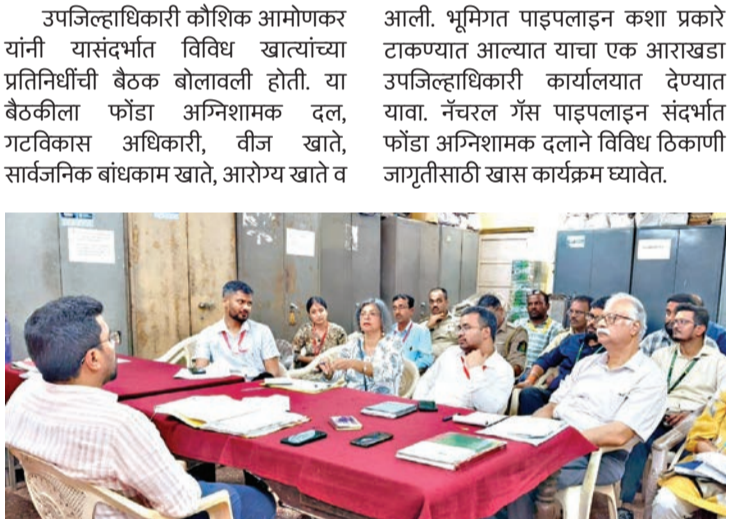 उपजिल्हाधिकारी कौशिक आमोणकर
यांनी यासंदर्भात विविध खात्यांच्या
प्रतिनिधींची बैठक बोलावली होती. या
बैठकीला फोंडा अग्निशामक दल,
गटविकास अधिकारी, वीज खाते,
सार्वजनिक बांधकाम खाते, आरोग्य खाते व
आली. भूमिगत पाइपलाइन कशा प्रकारे
टाकण्यात आल्यात याचा एक आराखडा
उपजिल्हाधिकारी कार्यालयात देण्यात
यावा. नॅचरल गॅस पाइपलाइन संदर्भात
फोंडा अग्निशामक दलाने विविध ठिकाणी
जागृतीसाठी खास कार्यक्रम घ्यावेत.